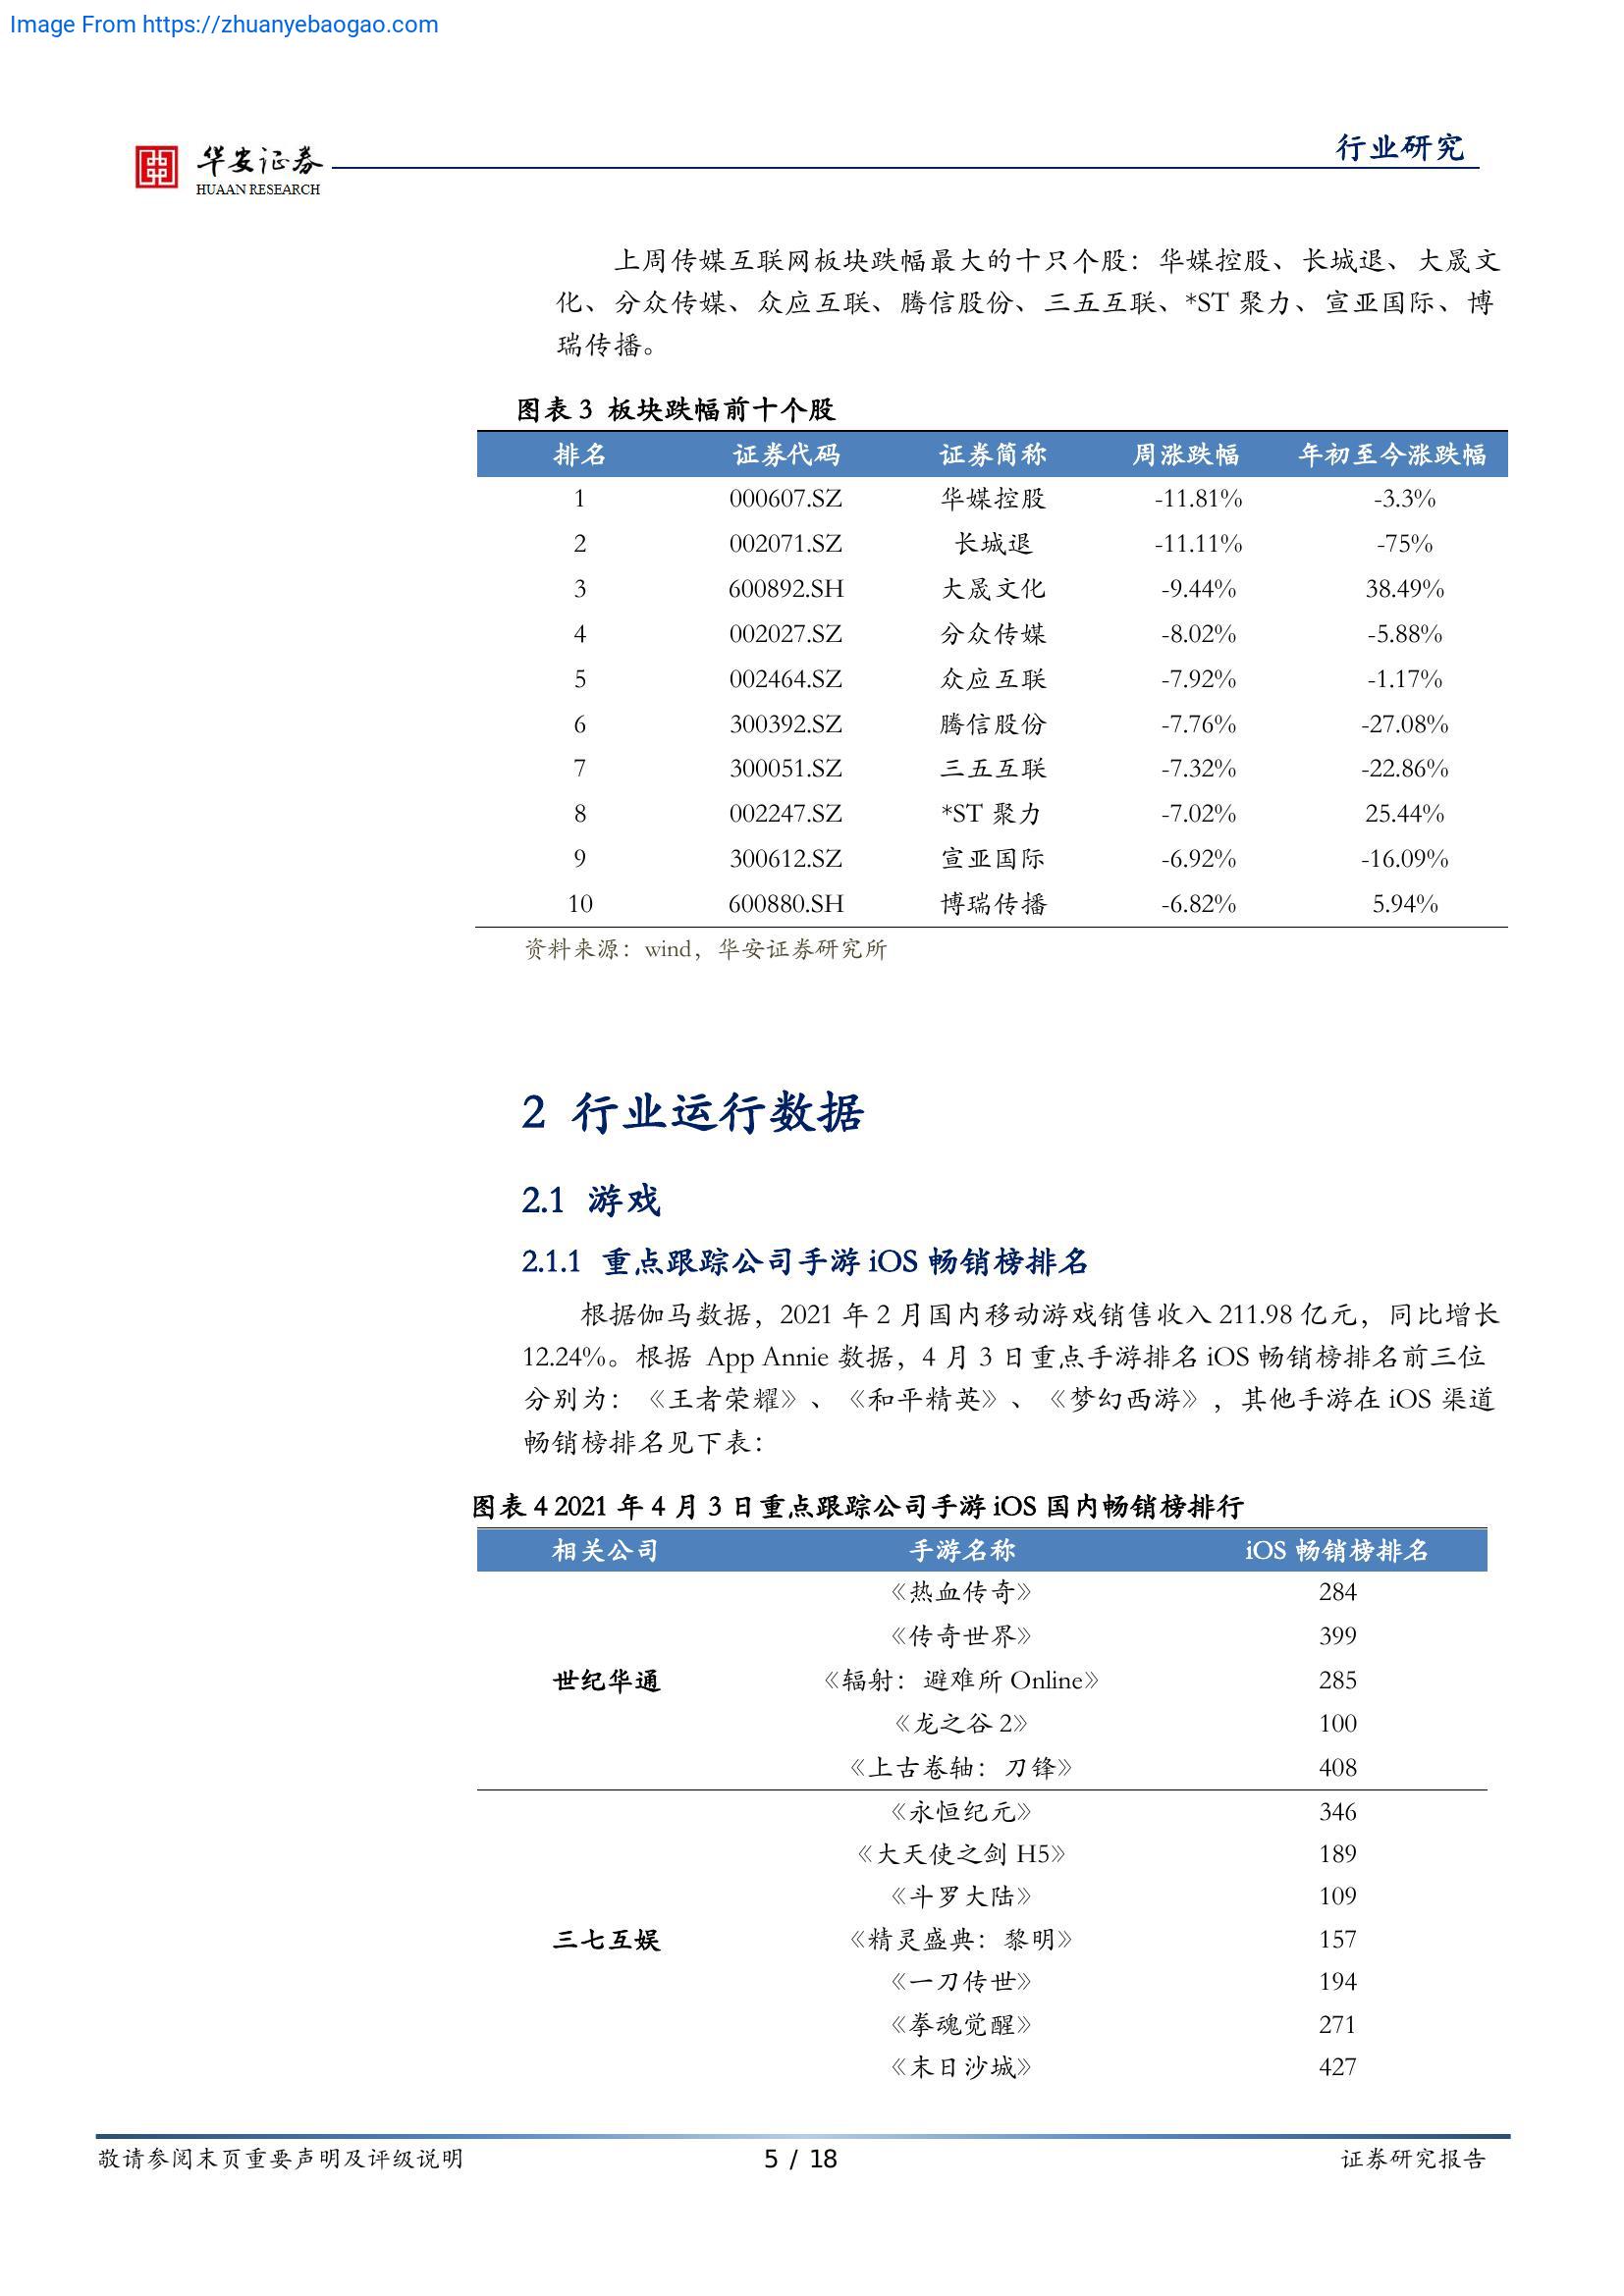 Image From https://zhuanyebaogao.com
华安证券
HUAAN RESEARCH
行业研究
上周传媒互联网板块跌幅最大的十只个股：华媒控股、长城退、大晟文
化、分众传媒、众应互联、腾信股份、三五互联、*ST 聚力、宣亚国际、博
瑞传播。
图表 3 板块跌幅前十个股
排名 证券代码 证券简称 周涨跌幅 年初至今涨跌幅
1 000607.SZ 华媒控股 -11.81% -3.3%
2 002071.SZ 长城退 -11.11% -75%
3 600892.SH 大晟文化 -9.44% 38.49%
4 002027.SZ 分众传媒 -8.02% -5.88%
5 002464.SZ 众应互联 -7.92% -1.17%
6 300392.SZ 腾信股份 -7.76% -27.08%
7 300051.SZ 三五互联 -7.32% -22.86%
8 002247.SZ *ST 聚力 -7.02% 25.44%
9 300612.SZ 宣亚国际 -6.92% -16.09%
10 600880.SH 博瑞传播 -6.82% 5.94%
资料来源：wind，华安证券研究所
2 行业运行数据
2.1 游戏
2.1.1 重点跟踪公司手游 iOS 畅销榜排名
根据伽马数据，2021 年 2 月国内移动游戏销售收入 211.98 亿元，同比增长
12.24%。根据 App Annie 数据，4 月 3 日重点手游排名 iOS 畅销榜排名前三位
分别为：《王者荣耀》、《和平精英》、《梦幻西游》，其他手游在 iOS 渠道
畅销榜排名见下表：
图表 4 2021 年 4 月 3 日重点跟踪公司手游 iOS 国内畅销榜排行
相关公司 手游名称 iOS 畅销榜排名
《热血传奇》 284
《传奇世界》 399
世纪华通 《辐射：避难所 Online》 285
《龙之谷 2》 100
《上古卷轴：刀锋》 408
《永恒纪元》 346
《大天使之剑 H5》 189
《斗罗大陆》 109
三七互娱 《精灵盛典：黎明》 157
《一刀传世》 194
《拳魂觉醒》 271
《末日沙城》 427
敬请参阅末页重要声明及评级说明 5 / 18 证券研究报告